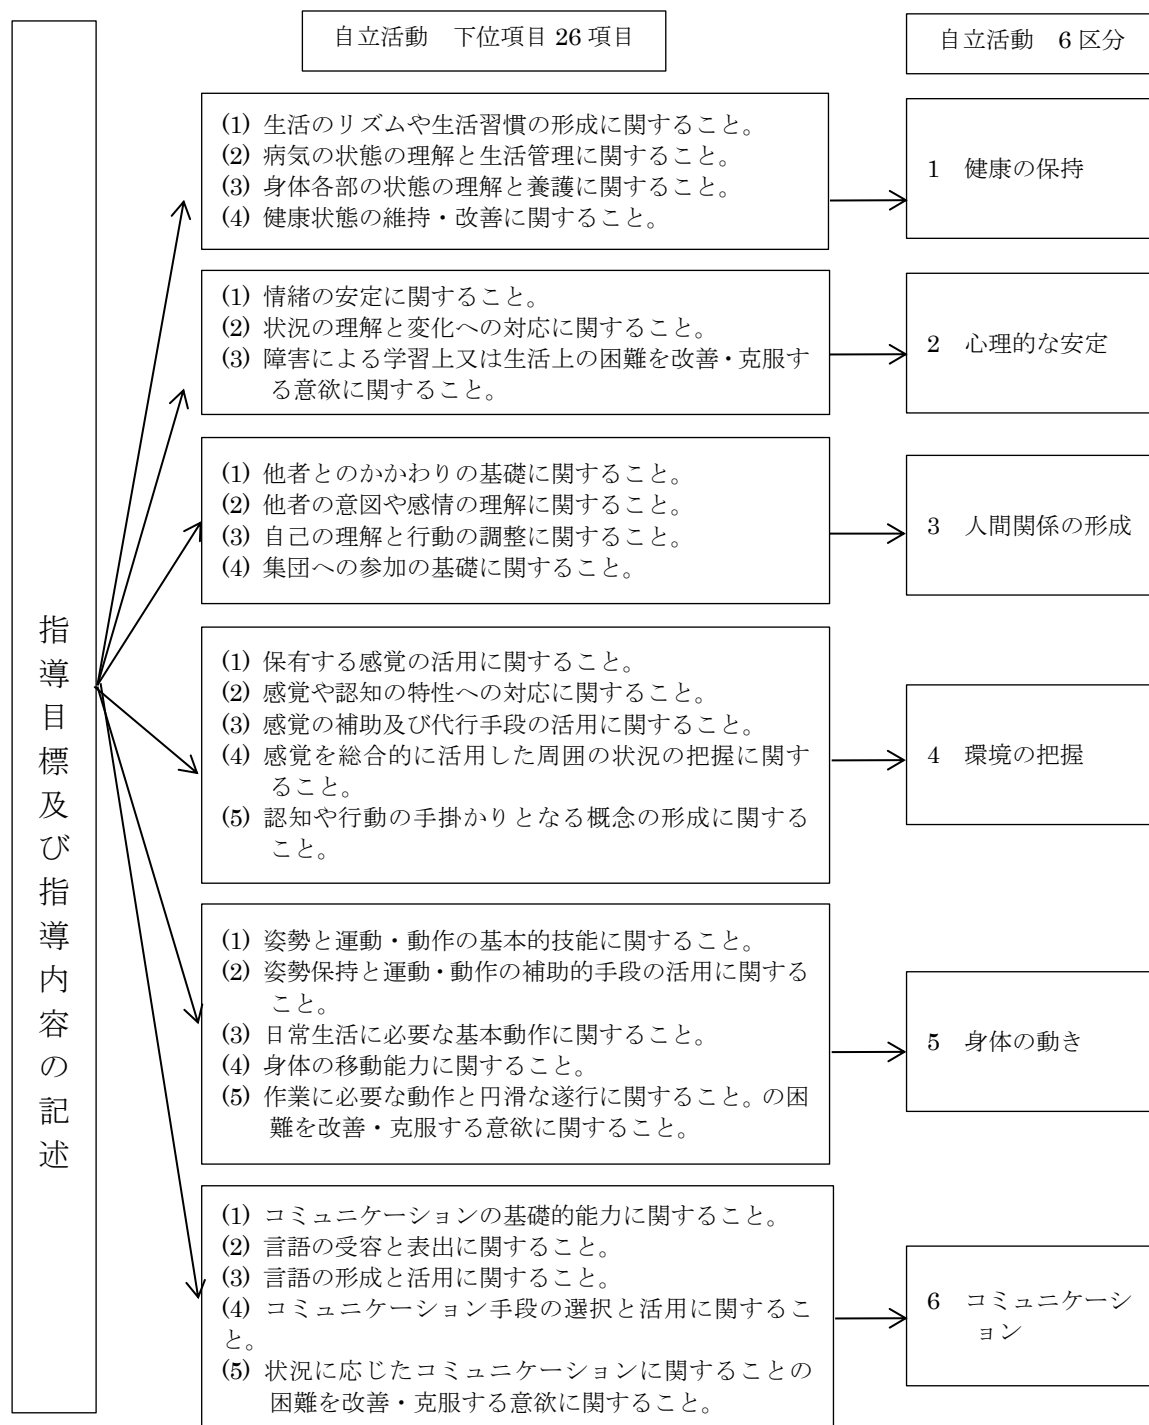 自立活動　下位項目 26 項目
自立活動　6 区分
指導目標及び指導内容の記述
(1) 生活のリズムや生活習慣の形成に関すること。
(2) 病気の状態の理解と生活管理に関すること。
(3) 身体各部の状態の理解と養護に関すること。
(4) 健康状態の維持・改善に関すること。
1　健康の保持
(1) 情緒の安定に関すること。
(2) 状況の理解と変化への対応に関すること。
(3) 障害による学習上又は生活上の困難を改善・克服す
る意欲に関すること。
2　心理的な安定
(1) 他者とのかかわりの基礎に関すること。
(2) 他者の意図や感情の理解に関すること。
(3) 自己の理解と行動の調整に関すること。
(4) 集団への参加の基礎に関すること。
3　人間関係の形成
(1) 保有する感覚の活用に関すること。
(2) 感覚や認知の特性への対応に関すること。
(3) 感覚の補助及び代行手段の活用に関すること。
(4) 感覚を総合的に活用した周囲の状況の把握に関す
ること。
(5) 認知や行動の手掛かりとなる概念の形成に関する
こと。
4　環境の把握
(1) 姿勢と運動・動作の基本的技能に関すること。
(2) 姿勢保持と運動・動作の補助的手段の活用に関する
こと。
(3) 日常生活に必要な基本動作に関すること。
(4) 身体の移動能力に関すること。
(5) 作業に必要な動作と円滑な遂行に関すること。の困
難を改善・克服する意欲に関すること。
5　身体の動き
(1) コミュニケーションの基礎的能力に関すること。
(2) 言語の受容と表出に関すること。
(3) 言語の形成と活用に関すること。
(4) コミュニケーション手段の選択と活用に関するこ
と。
(5) 状況に応じたコミュニケーションに関することの
困難を改善・克服する意欲に関すること。
6　コミュニケーシ
ョン